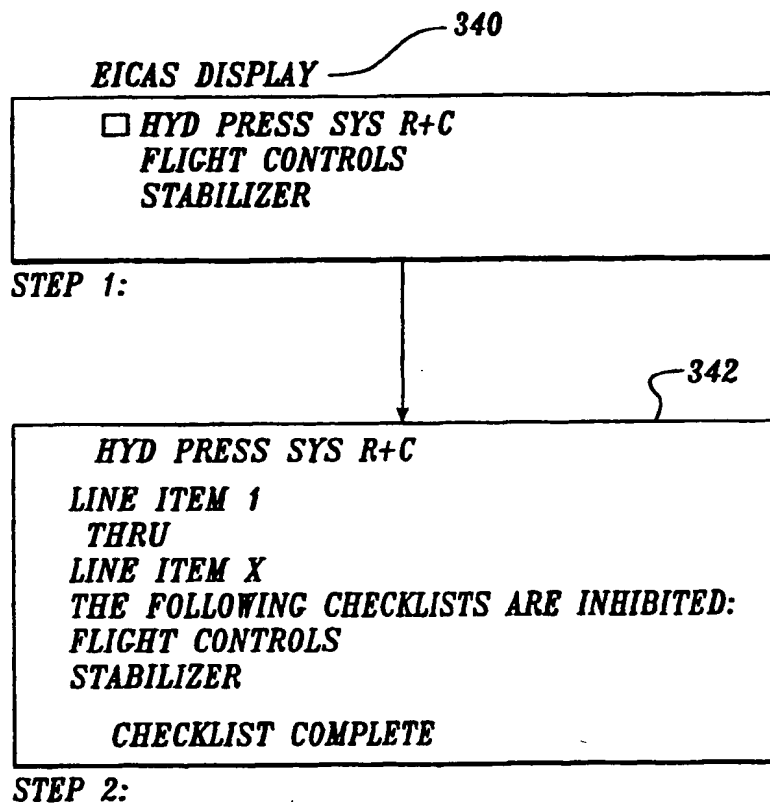 340
EICAS DISPLAY
HYD PRESS SYS R+C
FLIGHT CONTROLS
STABILIZER
STEP 1:
342
HYD PRESS SYS R+C
LINE ITEM 1
THRU
LINE ITEM X
THE FOLLOWING CHECKLISTS ARE INHIBITED:
FLIGHT CONTROLS
STABILIZER
CHECKLIST COMPLETE
STEP 2: